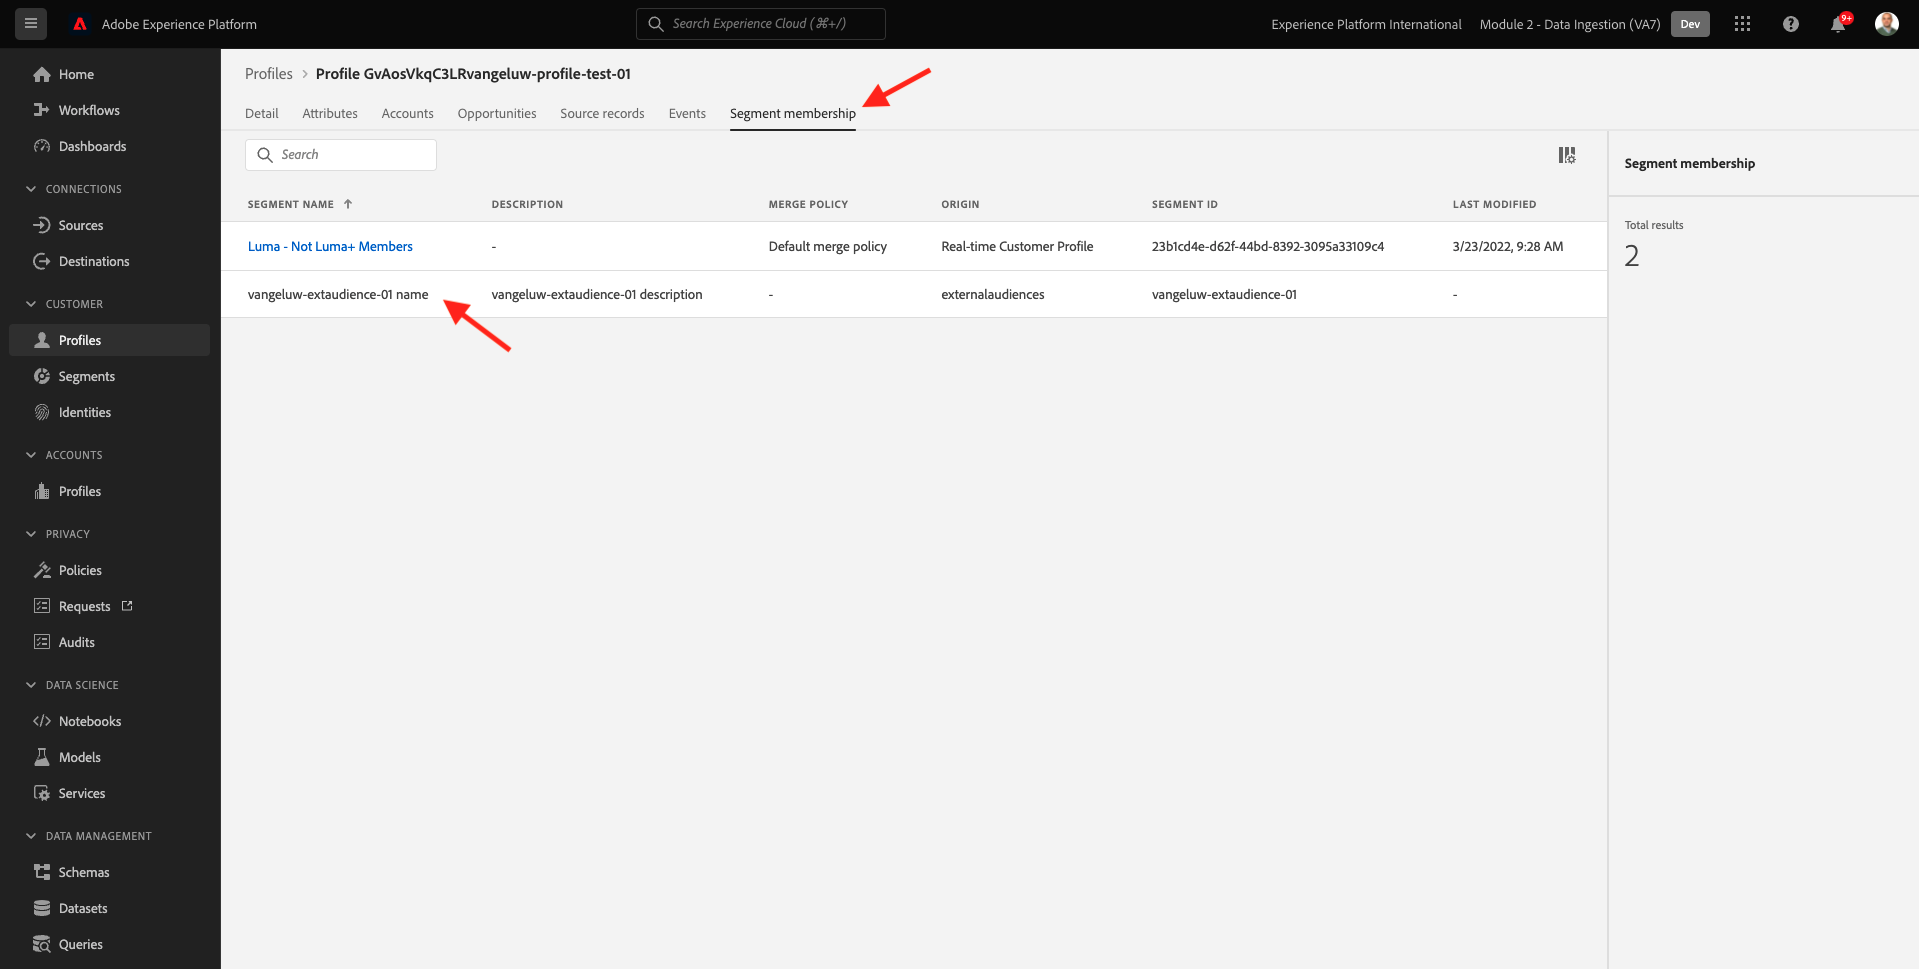 Adobe Experience Platform
Search Experience Cloud (⌘+/)
Experience Platform International
Module 2 - Data Ingestion (VA7)
Dev
9+
Home
Workflows
Dashboards
CONNECTIONS
Sources
Destinations
CUSTOMER
Profiles
Segments
Identities
ACCOUNTS
Profiles
PRIVACY
Policies
Requests
Audits
DATA SCIENCE
Notebooks
Models
Services
DATA MANAGEMENT
Schemas
Datasets
Queries
Profiles > Profile GvAosVkqC3LRvangeluw-profile-test-01
Detail Attributes Accounts Opportunities Source records Events Segment membership
Search
SEGMENT NAME ↑ DESCRIPTION MERGE POLICY ORIGIN SEGMENT ID LAST MODIFIED
Luma - Not Luma+ Members - Default merge policy Real-time Customer Profile 23b1cd4e-d62f-44bd-8392-3095a33109c4 3/23/2022, 9:28 AM
vangeluw-extaudience-01 name vangeluw-extaudience-01 description - externalaudiences vangeluw-extaudience-01 -
Segment membership
Total results
2